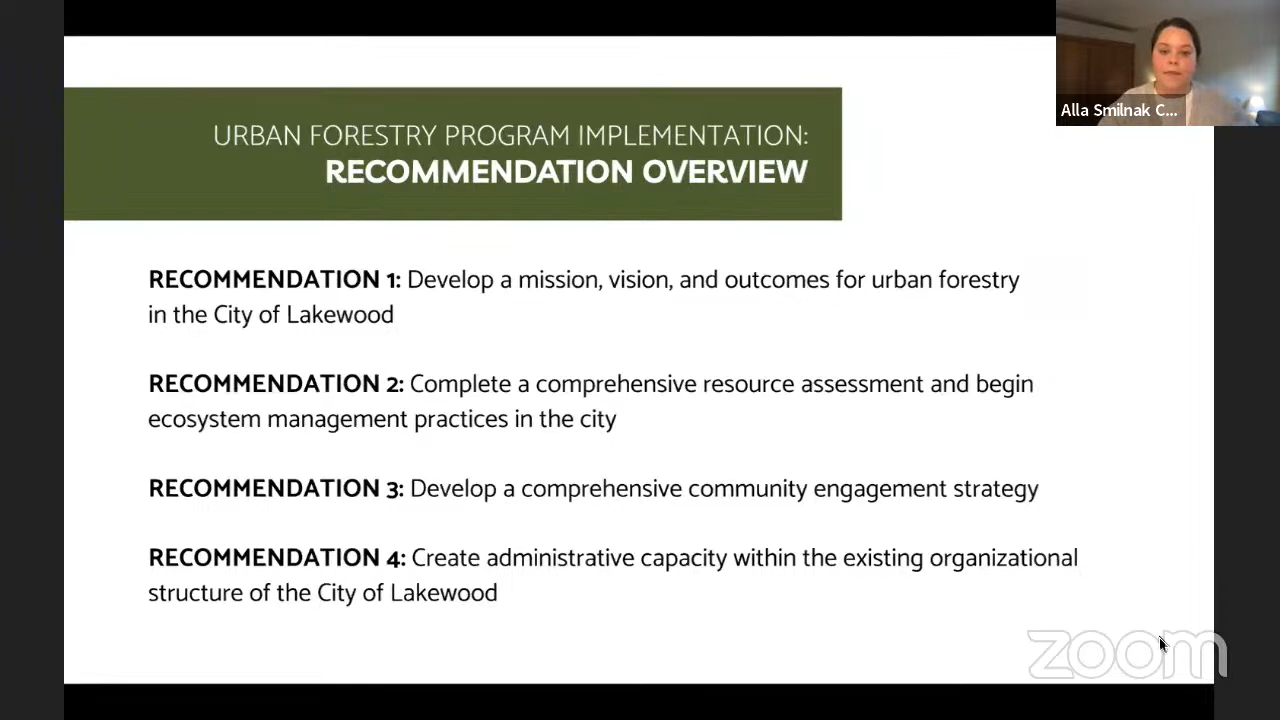 Alla Smilnak C...
URBAN FORESTRY PROGRAM IMPLEMENTATION:
RECOMMENDATION OVERVIEW
RECOMMENDATION 1: Develop a mission, vision, and outcomes for urban forestry
in the City of Lakewood
RECOMMENDATION 2: Complete a comprehensive resource assessment and begin
ecosystem management practices in the city
RECOMMENDATION 3: Develop a comprehensive community engagement strategy
RECOMMENDATION 4: Create administrative capacity within the existing organizational
structure of the City of Lakewood
zoom